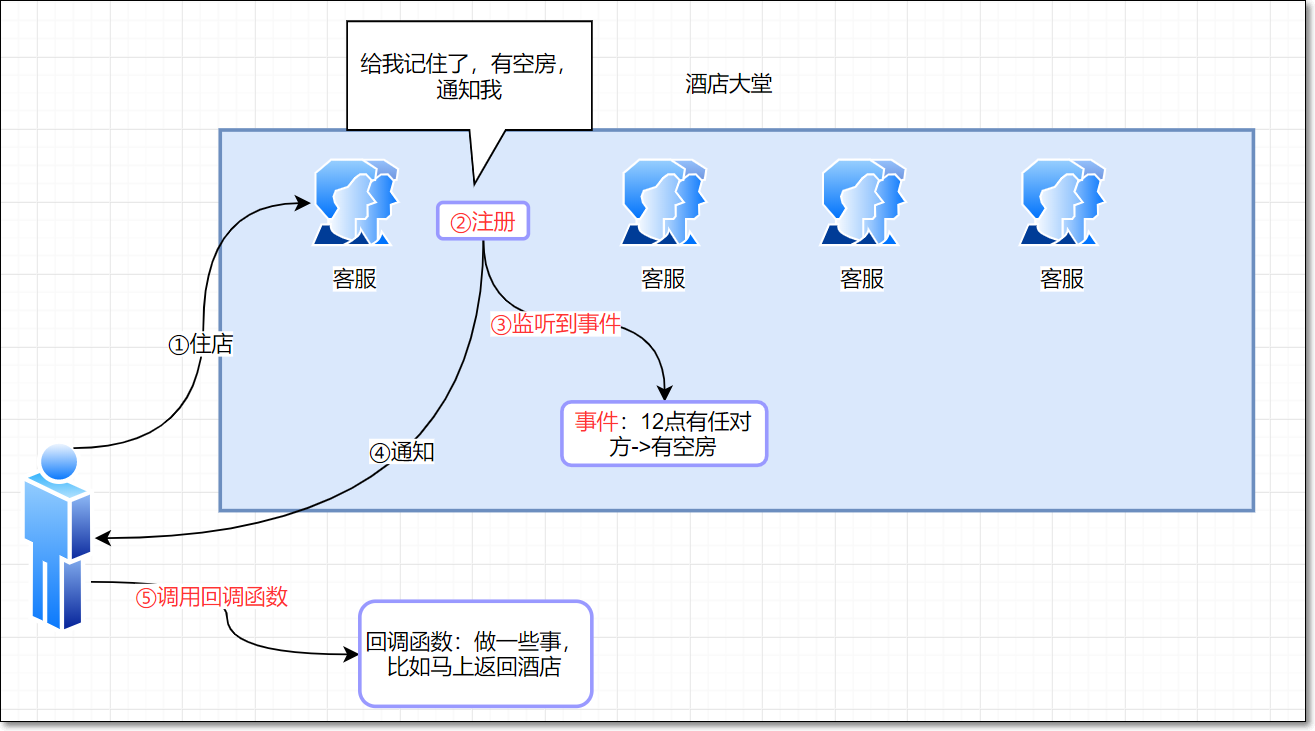 给我记住了，有空房，
通知我
酒店大堂
②注册
客服
客服
客服
客服
③监听到事件
①住店
事件：12点有任对
方->有空房
④通知
⑤调用回调函数
回调函数：做一些事，
比如马上返回酒店